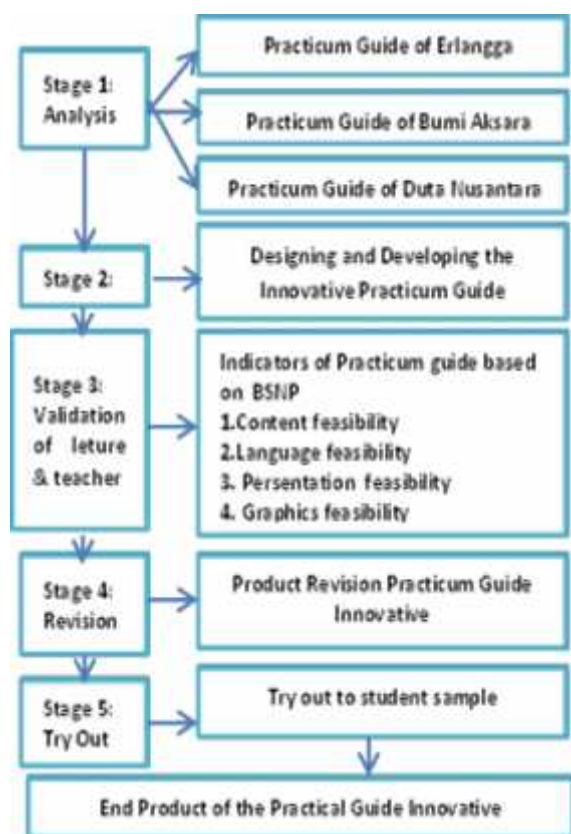 Stage 1:
Analysis
Practicum Guide of Erlangga
Practicum Guide of Bumi Aksara
Practicum Guide of Duta Nusantara
Stage 2:
Designing and Developing the
Innovative Practicum Guide
Stage 3:
Validation
of leture
& teacher
Indicators of Practicum guide based
on BSNP
1.Content feasibility
2.Language feasibility
3. Persentation feasibility
4. Graphics feasibility
Stage 4:
Revision
Product Revision Practicum Guide
Innovative
Stage 5:
Try Out
Try out to student sample
End Product of the Practical Guide Innovative